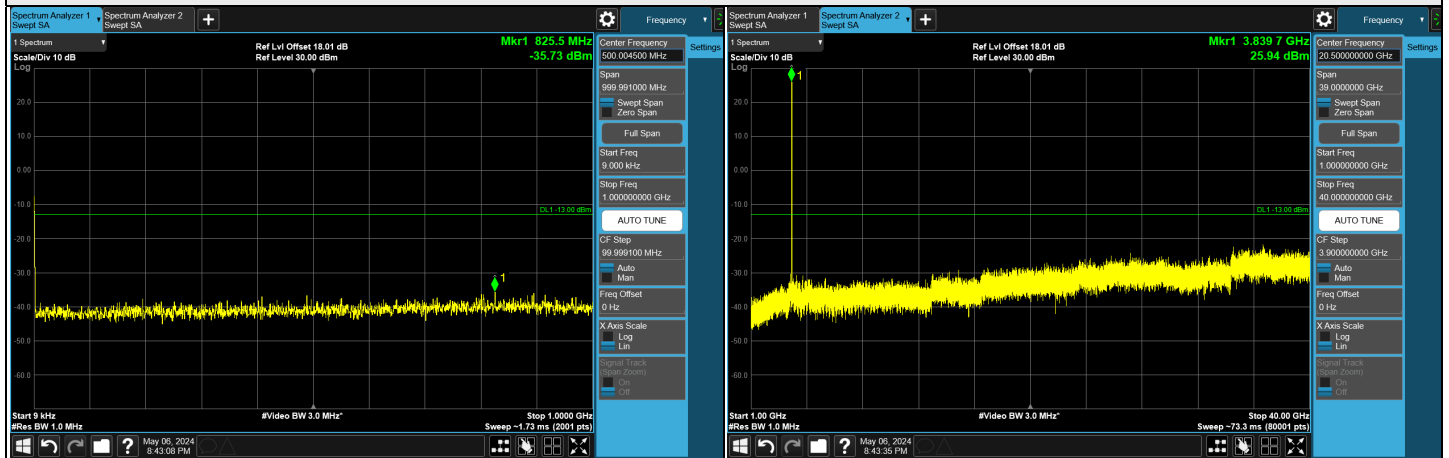 Spectrum Analyzer 1
Swept SA
Spectrum Analyzer 2
Swept SA
Frequency
1 Spectrum
Scale/Div 10 dB
Log
Ref Lvl Offset 18.01 dB
Ref Level 30.00 dBm
Mkr1 825.5 MHz
-35.73 dBm
20.0
10.0
0.00
-10.0
-20.0
-30.0
-40.0
-50.0
-60.0
DL1 -13.00 dBm
1
Start 9 kHz
#Res BW 1.0 MHz
#Video BW 3.0 MHz*
Stop 1.0000 GHz
Sweep ~1.73 ms (2001 pts)
May 06, 2024
8:43:08 PM
Center Frequency
500.004500 MHz
Span
999.991000 MHz
Swept Span
Zero Span
Full Span
Start Freq
9.000 kHz
Stop Freq
1.000000000 GHz
AUTO TUNE
CF Step
99.999100 MHz
Auto
Man
Freq Offset
0 Hz
X Axis Scale
Log
Lin
Signal Track
(Span Zoom)
On
Off
Settings
Spectrum Analyzer 1
Swept SA
Spectrum Analyzer 2
Swept SA
Frequency
1 Spectrum
Scale/Div 10 dB
Log
Ref Lvl Offset 18.01 dB
Ref Level 30.00 dBm
Mkr1 3.839 7 GHz
25.94 dBm
20.0
10.0
0.00
-10.0
-20.0
-30.0
-40.0
-50.0
-60.0
DL1 -13.00 dBm
1
Start 1.00 GHz
#Res BW 1.0 MHz
#Video BW 3.0 MHz*
Stop 40.00 GHz
Sweep ~73.3 ms (80001 pts)
May 06, 2024
8:43:35 PM
Center Frequency
20.500000000 GHz
Span
39.0000000 GHz
Swept Span
Zero Span
Full Span
Start Freq
1.000000000 GHz
Stop Freq
40.000000000 GHz
AUTO TUNE
CF Step
3.900000000 GHz
Auto
Man
Freq Offset
0 Hz
X Axis Scale
Log
Lin
Signal Track
(Span Zoom)
On
Off
Settings